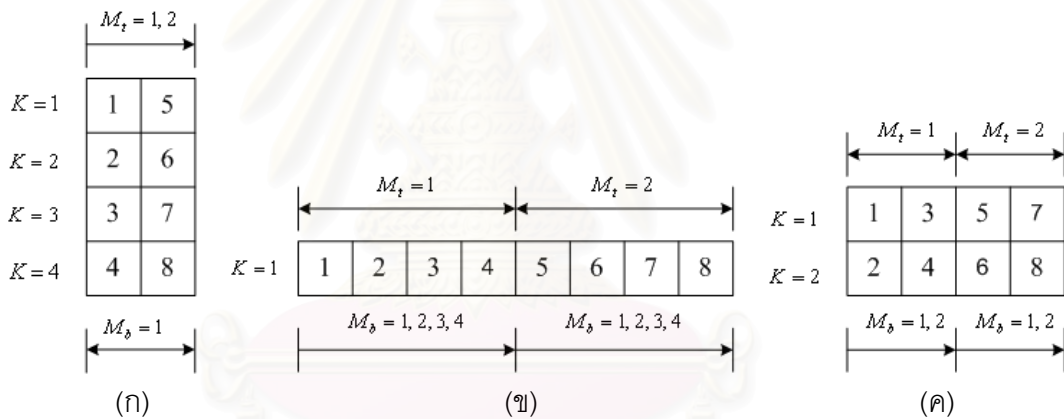 M_t = 1, 2
K = 1
1 5
K = 2
2 6
K = 3
3 7
K = 4
4 8
M_b = 1
(ก)
M_t = 1
M_t = 2
K = 1
1 2 3 4 5 6 7 8
M_b = 1, 2, 3, 4
M_b = 1, 2, 3, 4
(ข)
M_t = 1
M_t = 2
K = 1
1 3 5 7
K = 2
2 4 6 8
M_b = 1, 2
M_b = 1, 2
(ค)